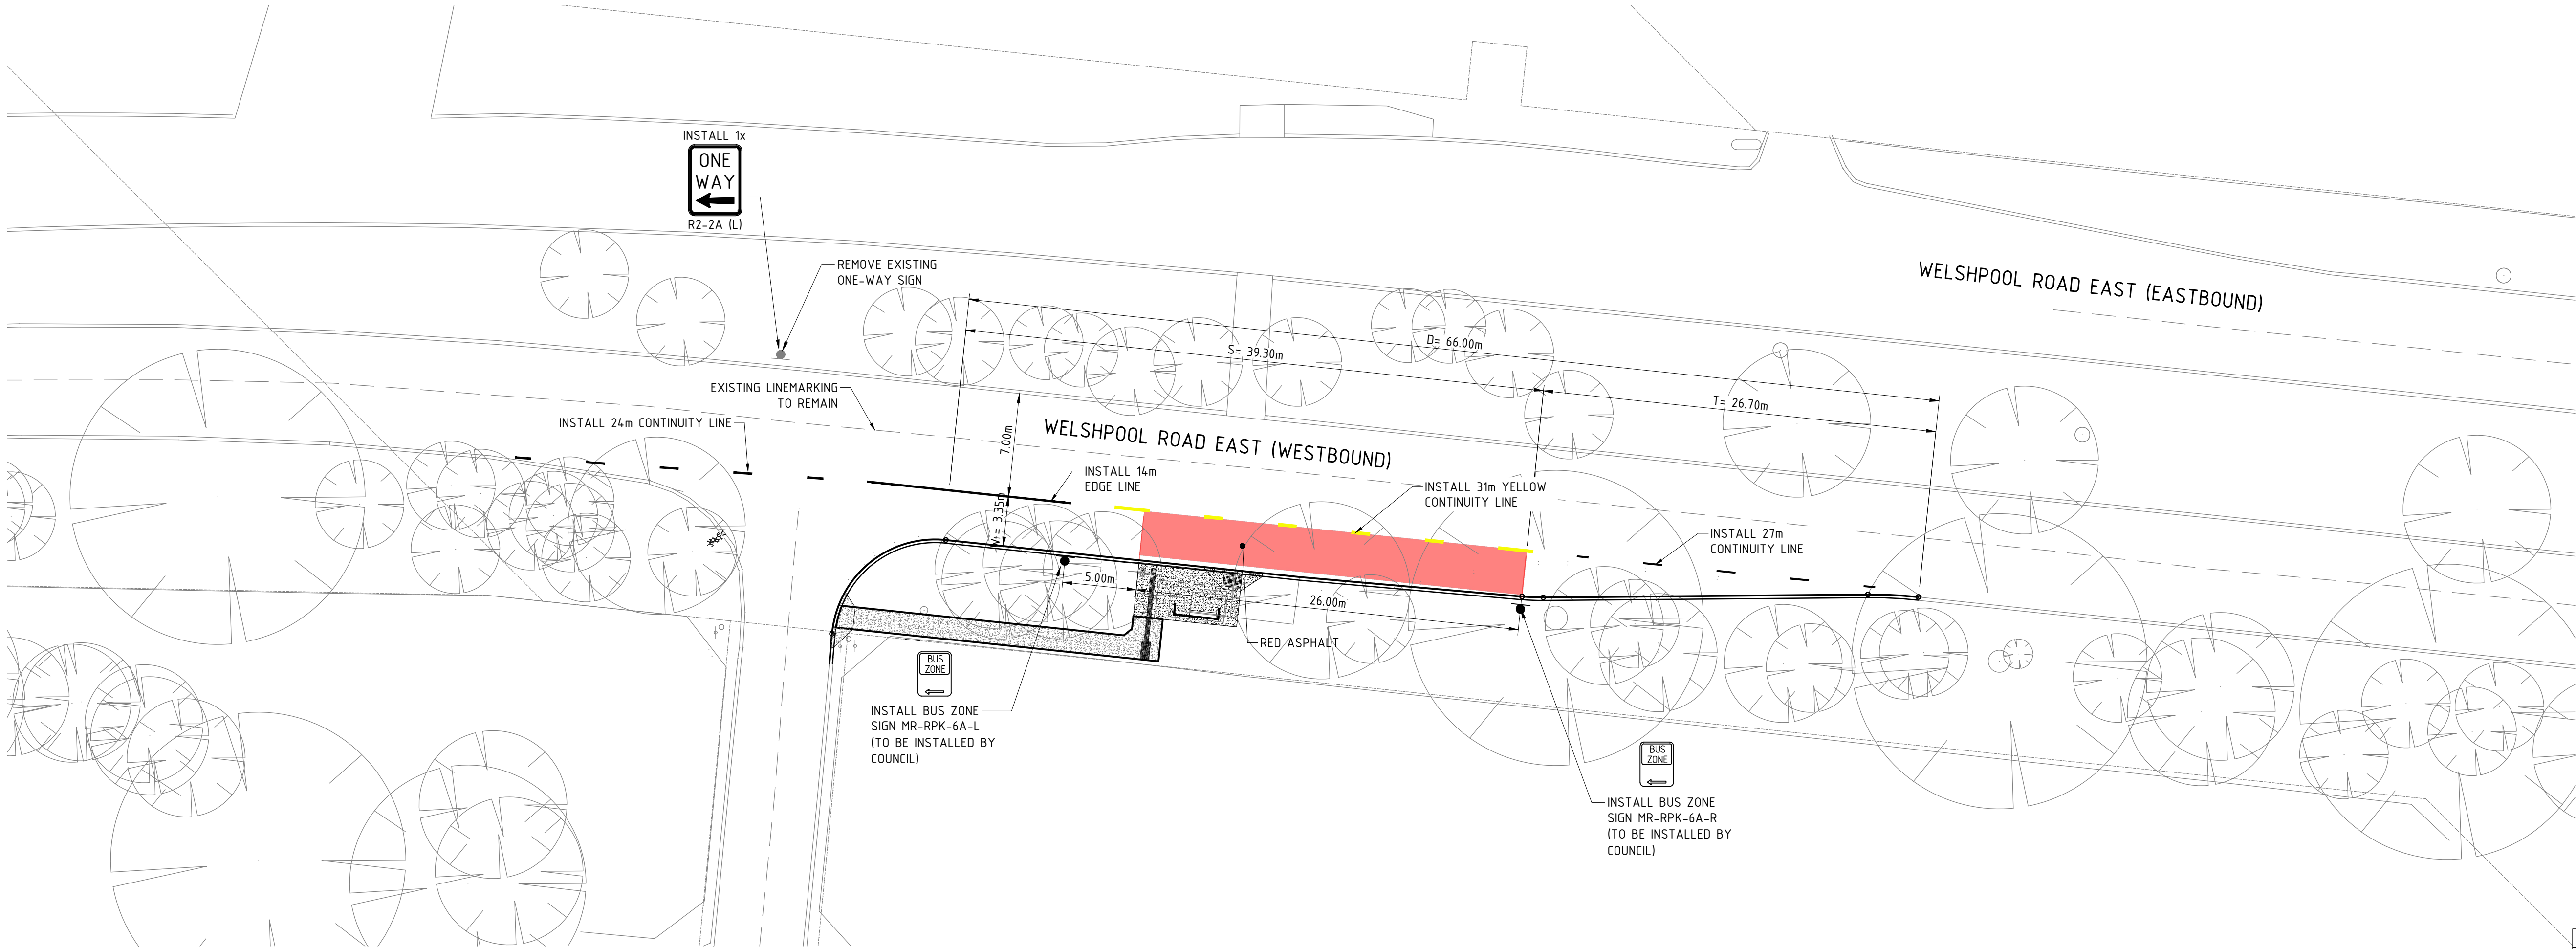 INSTALL 1x
ONE
WAY
R2-2A (L)
REMOVE EXISTING
ONE-WAY SIGN
WELSHPOOL ROAD EAST (EASTBOUND)
D= 66.00m
S= 39.30m
T= 26.70m
EXISTING LINEMARKING
TO REMAIN
INSTALL 24m CONTINUITY LINE
7.00m
WELSHPOOL ROAD EAST (WESTBOUND)
INSTALL 14m
EDGE LINE
INSTALL 31m YELLOW
CONTINUITY LINE
W= 3.35m
INSTALL 27m
CONTINUITY LINE
5.00m
26.00m
RED ASPHALT
BUS
ZONE
INSTALL BUS ZONE
SIGN MR-RPK-6A-L
(TO BE INSTALLED BY
COUNCIL)
BUS
ZONE
INSTALL BUS ZONE
SIGN MR-RPK-6A-R
(TO BE INSTALLED BY
COUNCIL)